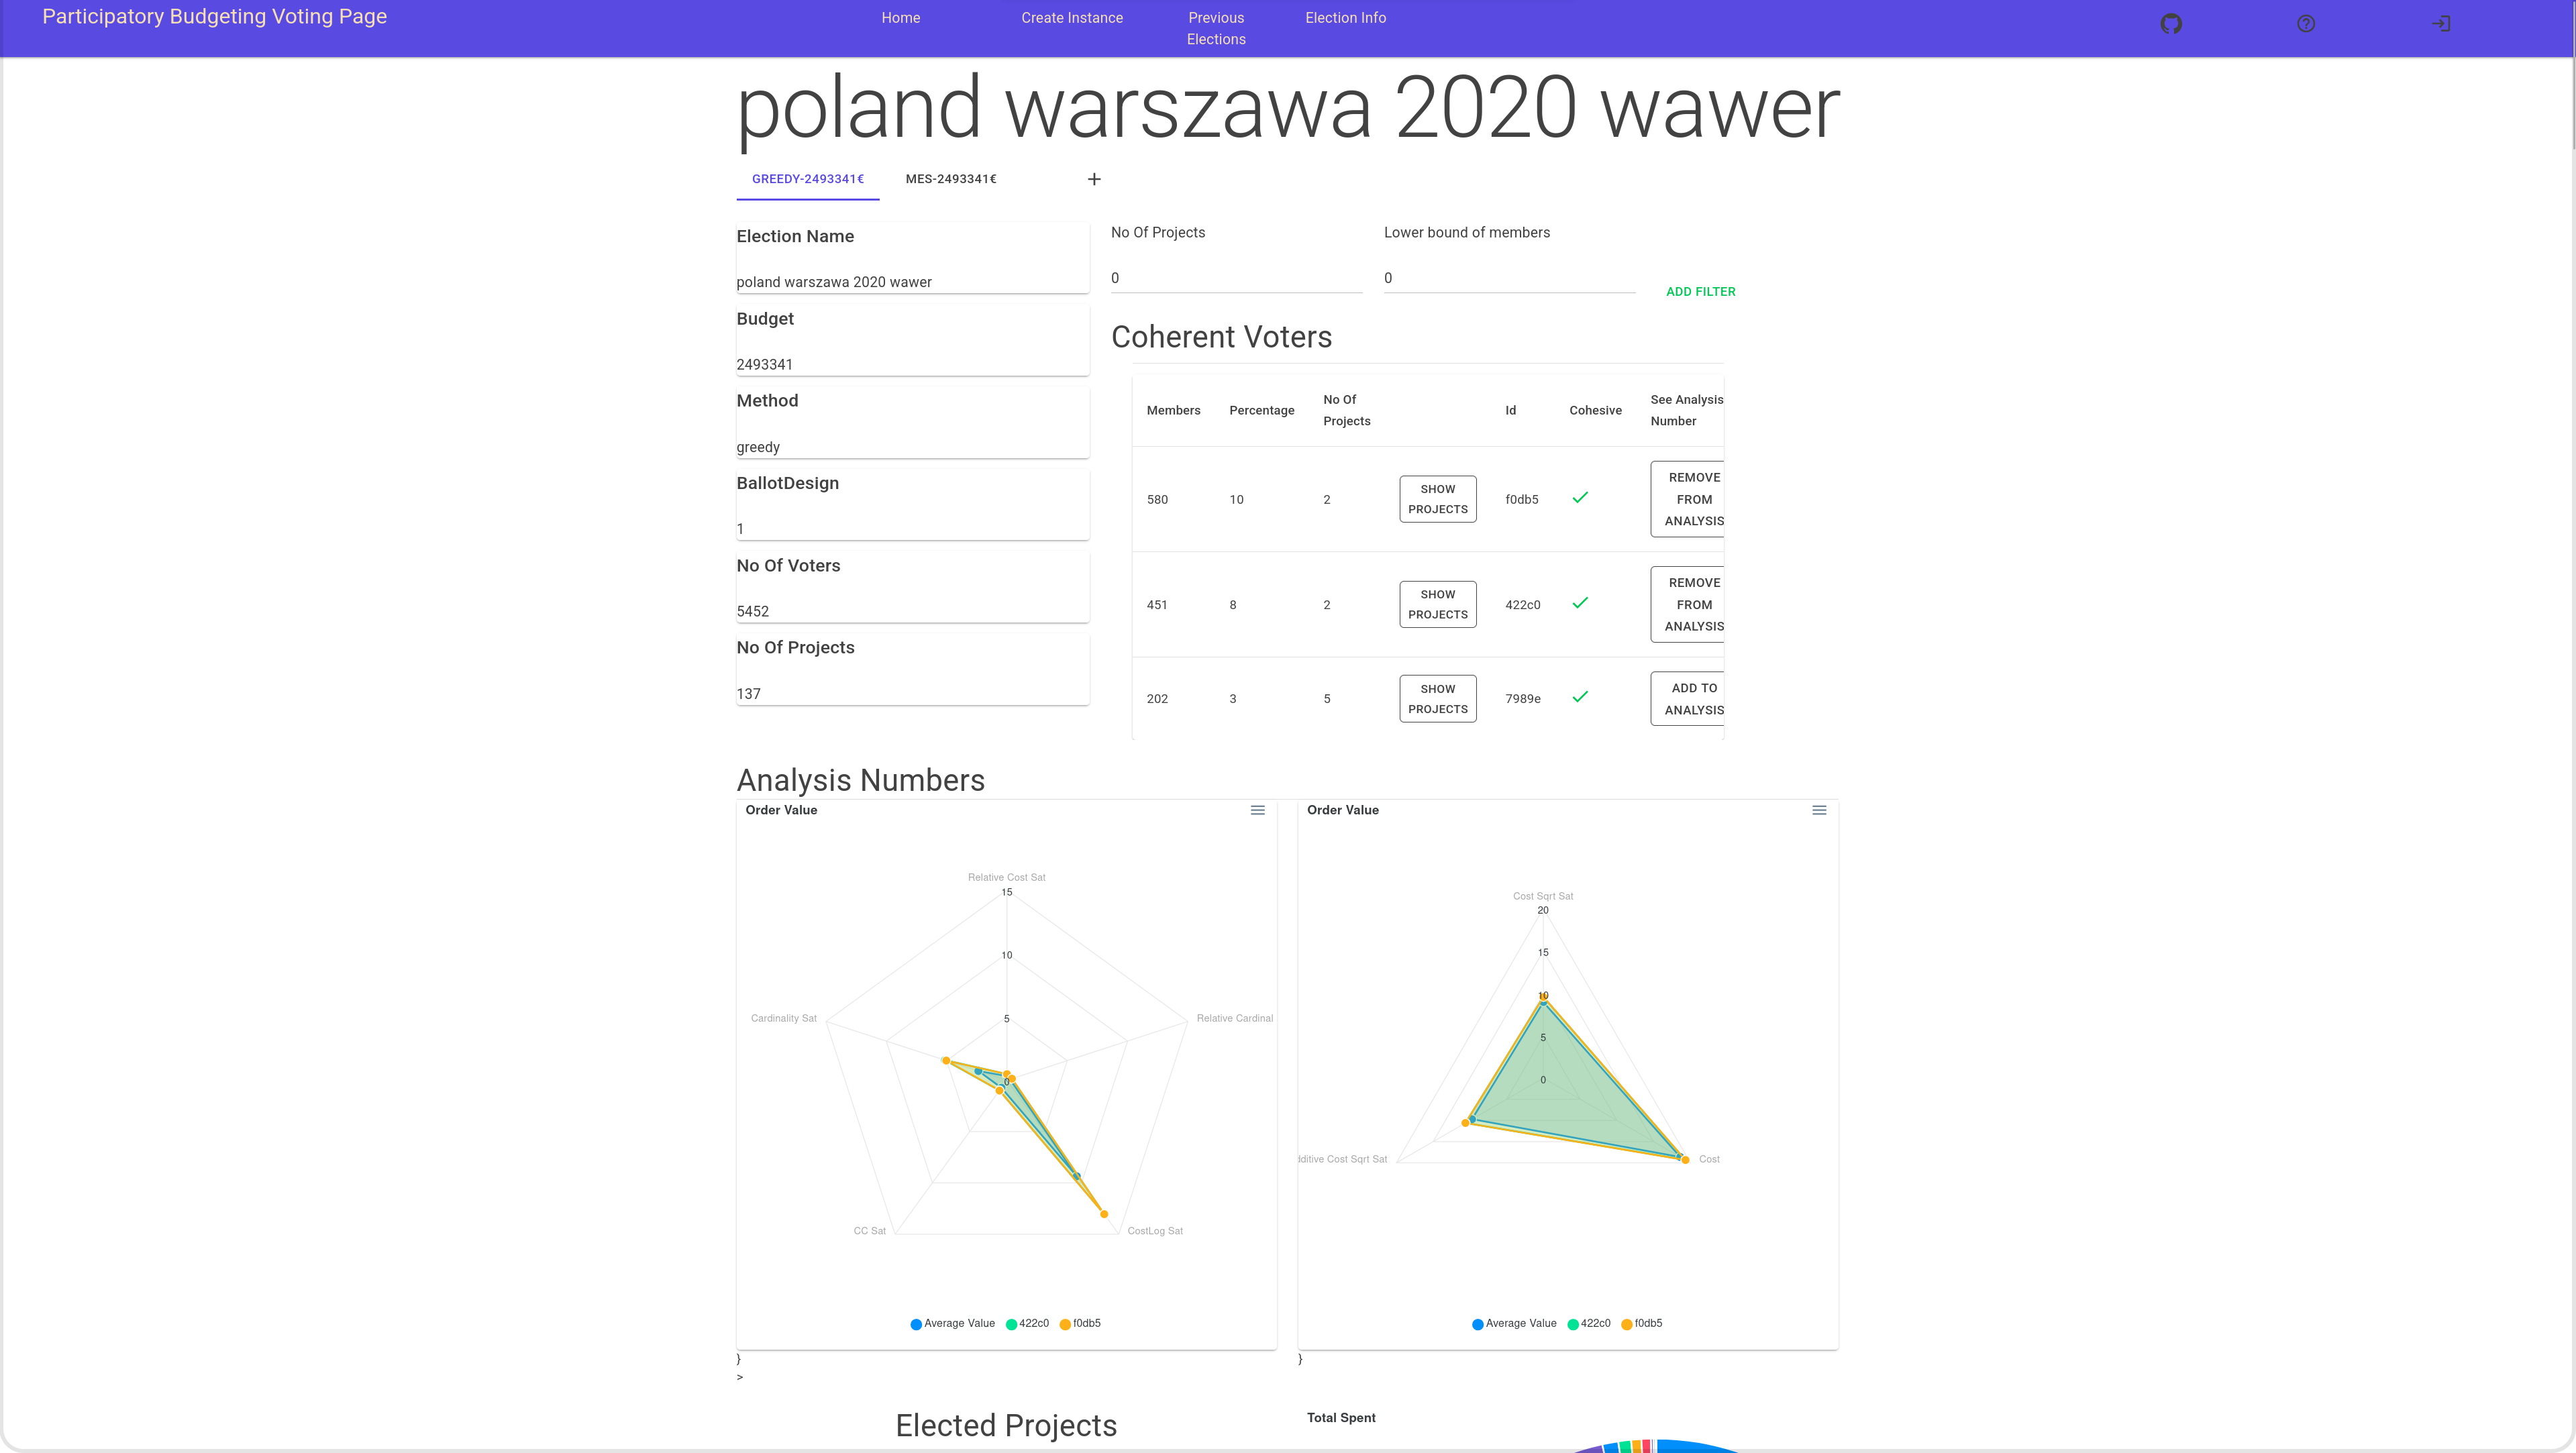 Participatory Budgeting Voting Page
Home
Create Instance
Previous
Elections
Election Info
poland warszawa 2020 wawer
GREEDY-2493341€
MES-2493341€
+
Election Name
poland warszawa 2020 wawer
Budget
2493341
Method
greedy
BallotDesign
1
No Of Voters
5452
No Of Projects
137
No Of Projects
0
Lower bound of members
0
ADD FILTER
Coherent Voters
Members
Percentage
No Of
Projects
Id
Cohesive
See Analysis
Number
580
10
2
SHOW
PROJECTS
f0db5
REMOVE
FROM
ANALYSIS
451
8
2
SHOW
PROJECTS
422c0
REMOVE
FROM
ANALYSIS
202
3
5
SHOW
PROJECTS
7989e
ADD TO
ANALYSIS
Analysis Numbers
Order Value
Relative Cost Sat
15
10
5
0
Cardinality Sat
Relative Cardinal
CC Sat
CostLog Sat
Average Value
422c0
f0db5
}
>
Order Value
Cost Sqrt Sat
20
15
10
5
0
dditive Cost Sqrt Sat
Cost
Average Value
422c0
f0db5
}
Elected Projects
Total Spent